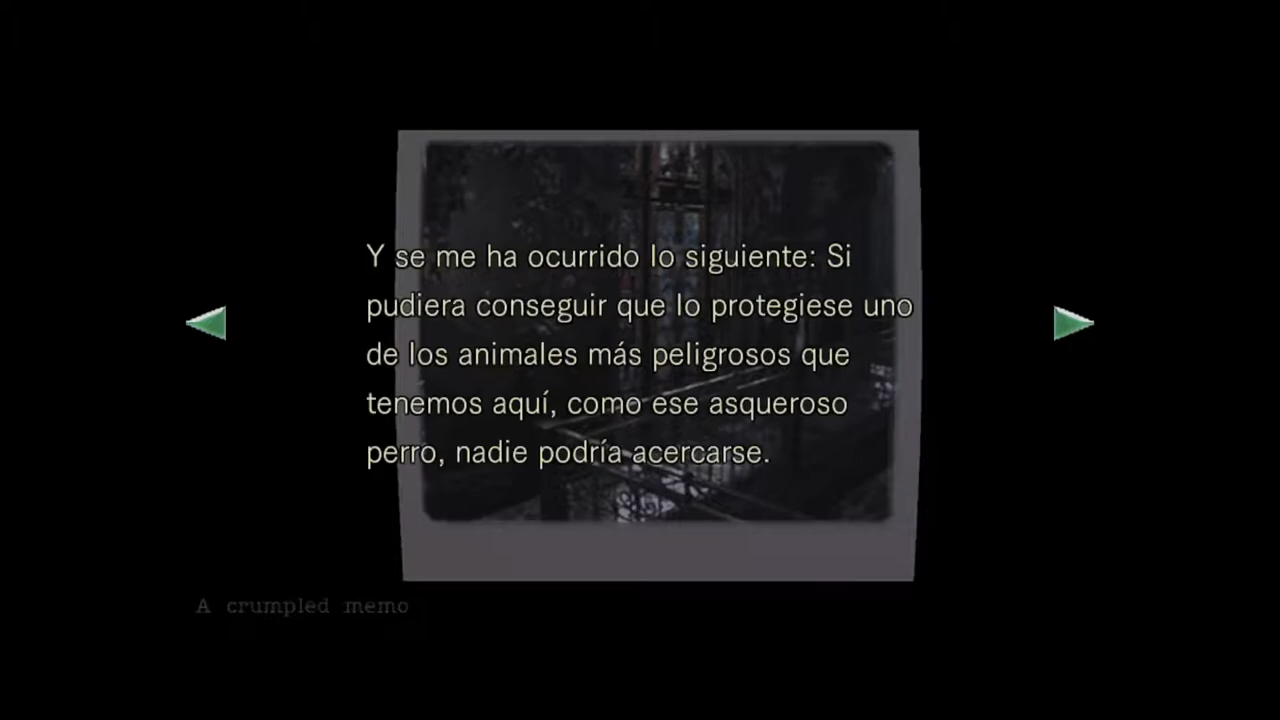 Y se me ha ocurrido lo siguiente: Si
pudiera conseguir que lo protegiese uno
de los animales más peligrosos que
tenemos aquí, como ese asqueroso
perro, nadie podría acercarse.
A crumpled memo